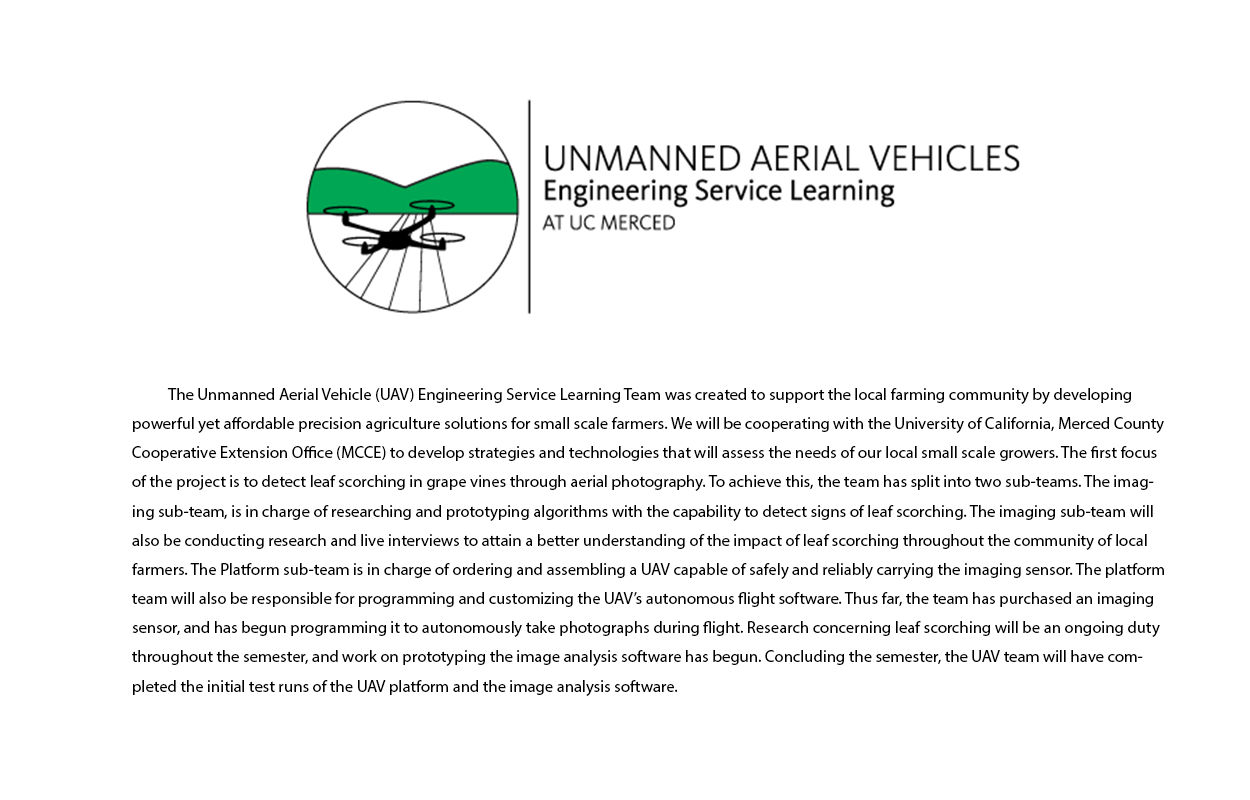 UNMANNED AERIAL VEHICLES
Engineering Service Learning
AT UC MERCED
The Unmanned Aerial Vehicle (UAV) Engineering Service Learning Team was created to support the local farming community by developing
powerful yet affordable precision agriculture solutions for small scale farmers. We will be cooperating with the University of California, Merced County
Cooperative Extension Office (MCCE) to develop strategies and technologies that will assess the needs of our local small scale growers. The first focus
of the project is to detect leaf scorching in grape vines through aerial photography. To achieve this, the team has split into two sub-teams. The imag-
ing sub-team, is in charge of researching and prototyping algorithms with the capability to detect signs of leaf scorching. The imaging sub-team will
also be conducting research and live interviews to attain a better understanding of the impact of leaf scorching throughout the community of local
farmers. The Platform sub-team is in charge of ordering and assembling a UAV capable of safely and reliably carrying the imaging sensor. The platform
team will also be responsible for programming and customizing the UAV’s autonomous flight software. Thus far, the team has purchased an imaging
sensor, and has begun programming it to autonomously take photographs during flight. Research concerning leaf scorching will be an ongoing duty
throughout the semester, and work on prototyping the image analysis software has begun. Concluding the semester, the UAV team will have com-
pleted the initial test runs of the UAV platform and the image analysis software.